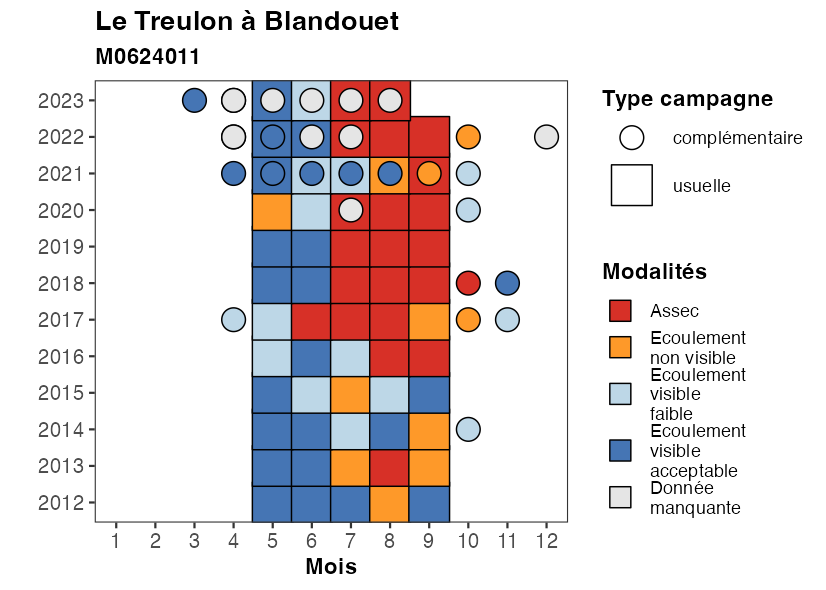 Le Treulon à Blandouet
M0624011
2023
2022
2021
2020
2019
2018
2017
2016
2015
2014
2013
2012
1 2 3 4 5 6 7 8 9 10 11 12
Mois
Type campagne
complémentaire
usuelle
Modalités
Assec
Ecoulement
non visible
Ecoulement
visible
faible
Ecoulement
visible
acceptable
Donnée
manquante